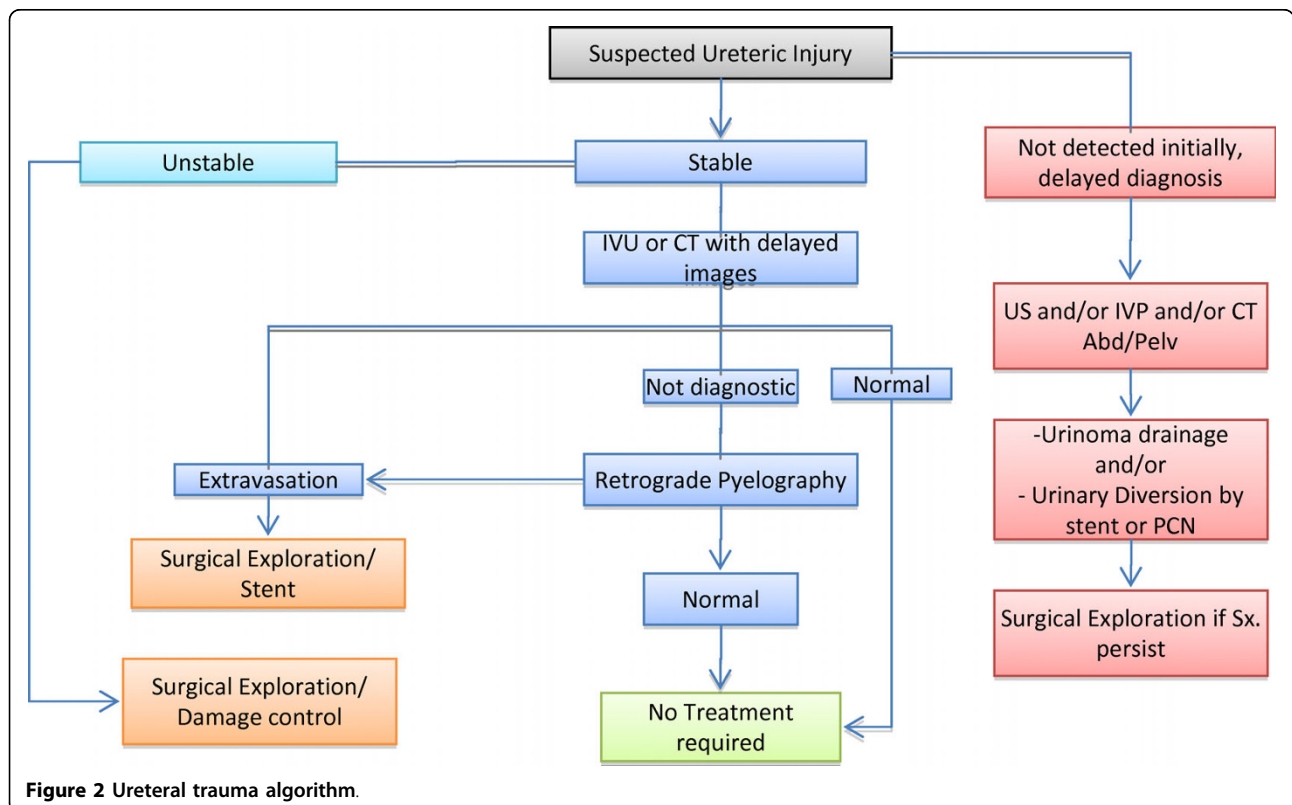 Suspected Ureteric Injury
Unstable
Stable
Not detected initially,
delayed diagnosis
IVU or CT with delayed
images
US and/or IVP and/or CT
Abd/Pelv
Not diagnostic
Normal
-Urinoma drainage
and/or
- Urinary Diversion by
stent or PCN
Extravasation
Retrograde Pyelography
Surgical Exploration/
Stent
Normal
Surgical Exploration if Sx.
persist
Surgical Exploration/
Damage control
No Treatment
required
Figure 2 Ureteral trauma algorithm.